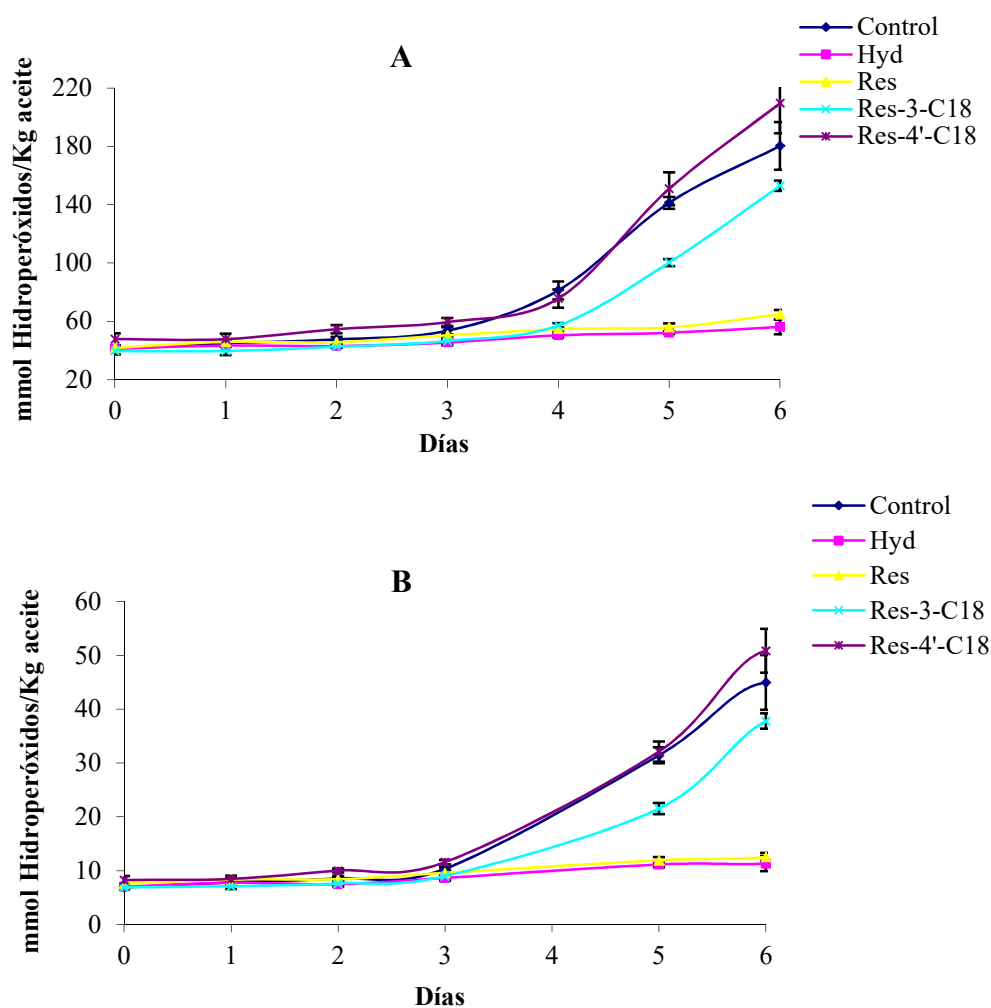 A
Control
Hyd
Res
Res-3-C18
Res-4'-C18
mmol Hidroperóxidos/Kg aceite
220
180
140
100
60
20
0 1 2 3 4 5 6
Días
B
Control
Hyd
Res
Res-3-C18
Res-4'-C18
mmol Hidroperóxidos/Kg aceite
60
50
40
30
20
10
0
0 1 2 3 4 5 6
Días